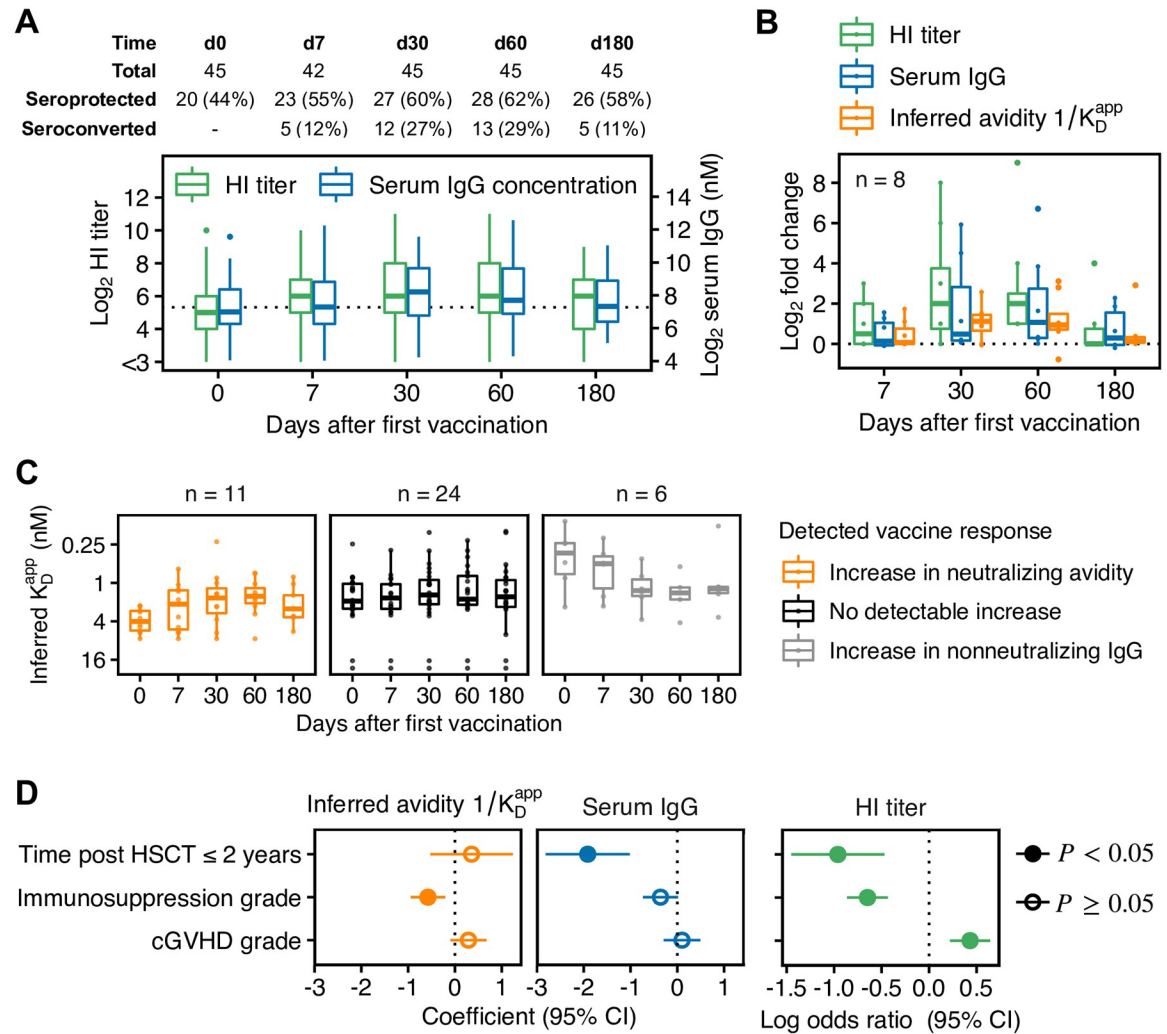 A
Time d0 d7 d30 d60 d180
Total 45 42 45 45 45
Seroprotected 20 (44%) 23 (55%) 27 (60%) 28 (62%) 26 (58%)
Seroconverted - 5 (12%) 12 (27%) 13 (29%) 5 (11%)
HI titer Serum IgG concentration
Log2 HI titer
12
10
8
6
4
<3
Log2 serum IgG (nM)
14
12
10
8
6
4
0 7 30 60 180
Days after first vaccination
B
HI titer
Serum IgG
Inferred avidity 1/KDapp
n = 8
Log2 fold change
8
6
4
2
0
7 30 60 180
Days after first vaccination
C
n = 11 n = 24 n = 6
Inferred KDapp (nM)
0.25
1
4
16
0 7 30 60 180 0 7 30 60 180 0 7 30 60 180
Days after first vaccination
Detected vaccine response
Increase in neutralizing avidity
No detectable increase
Increase in nonneutralizing IgG
D
Inferred avidity 1/KDapp Serum IgG HI titer
Time post HSCT ≤ 2 years
Immunosuppression grade
cGVHD grade
P < 0.05
P ≥ 0.05
-3 -2 -1 0 1 -3 -2 -1 0 1 -1.5 -1.0 -0.5 0.0 0.5
Coefficient (95% CI) Log odds ratio (95% CI)